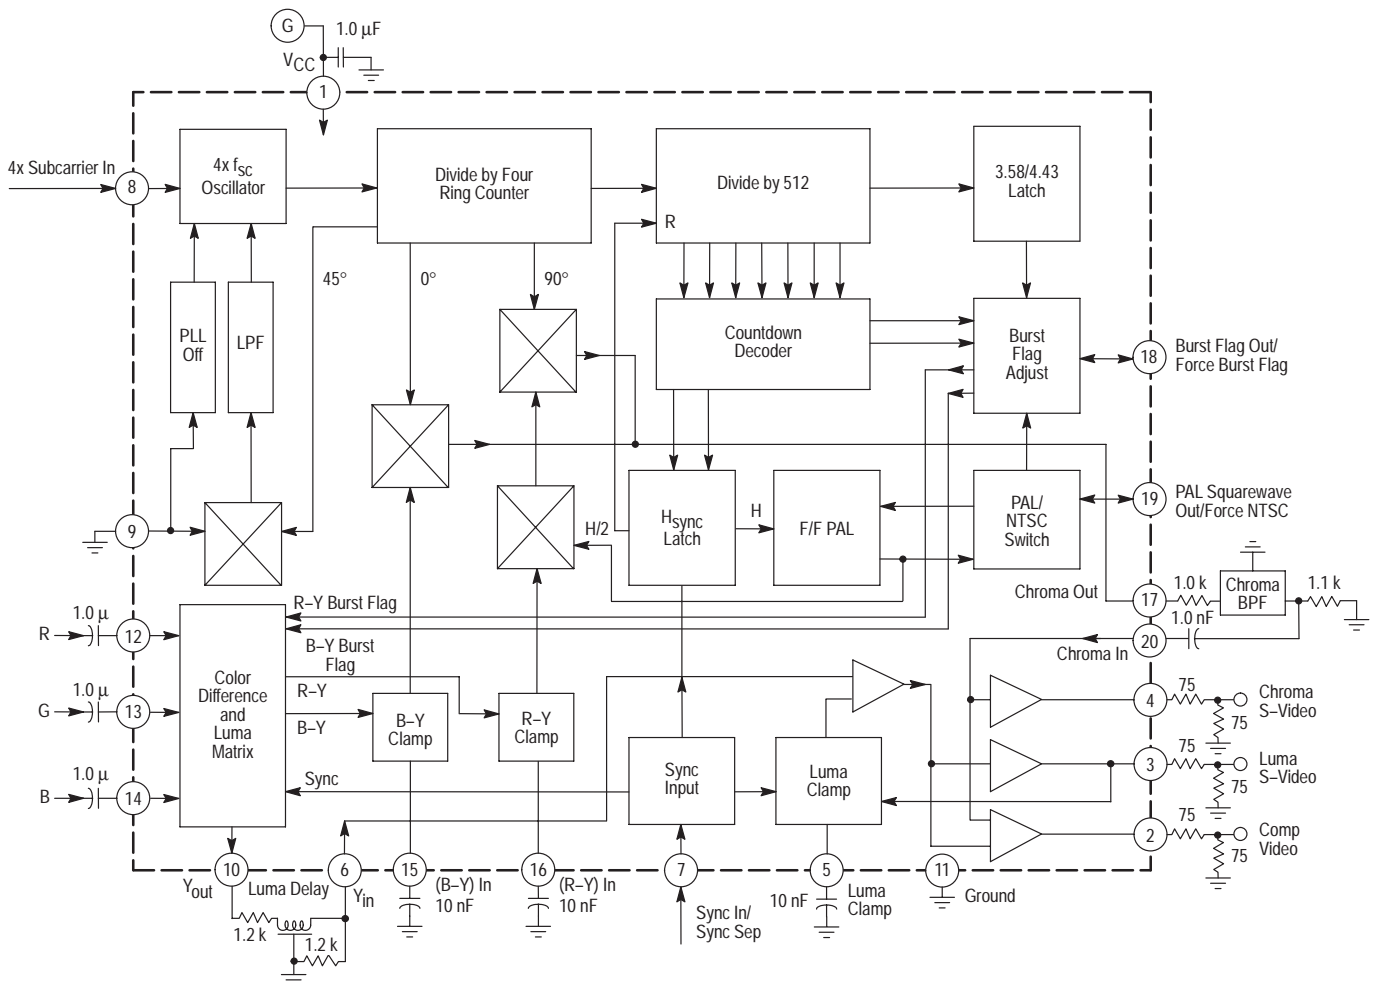 G
1.0 µF
VCC
1
4x Subcarrier In
8
4x fsc
Oscillator
Divide by Four
Ring Counter
Divide by 512
R
3.58/4.43
Latch
45°
0°
90°
PLL
Off
LPF
Countdown
Decoder
Burst
Flag
Adjust
18
Burst Flag Out/
Force Burst Flag
9
H/2
Hsync
Latch
H
F/F PAL
PAL/
NTSC
Switch
19
PAL Squarewave
Out/Force NTSC
Chroma Out
17
1.0 k
Chroma
BPF
1.1 k
1.0 nF
20
Chroma In
R
1.0 µ
12
G
1.0 µ
13
B
1.0 µ
14
Color
Difference
and
Luma
Matrix
R–Y Burst Flag
B–Y Burst
Flag
R–Y
B–Y
Sync
B–Y
Clamp
R–Y
Clamp
Sync
Input
Luma
Clamp
4
75
75
Chroma
S–Video
3
75
75
Luma
S–Video
2
75
75
Comp
Video
10
Yout
Luma Delay
6
Yin
1.2 k
1.2 k
15
(B–Y) In
10 nF
16
(R–Y) In
10 nF
7
Sync In/
Sync Sep
5
10 nF
Luma
Clamp
11
Ground